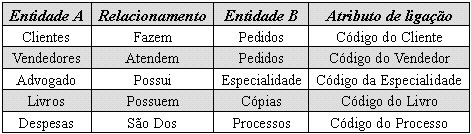 Entidade A Relacionamento Entidade B Atributo de ligação
Clientes Fazem Pedidos Código do Cliente
Vendedores Atendem Pedidos Código do Vendedor
Advogado Possui Especialidade Código da Especialidade
Livros Possuem Cópias Código do Livro
Despesas São Dos Processos Código do Processo